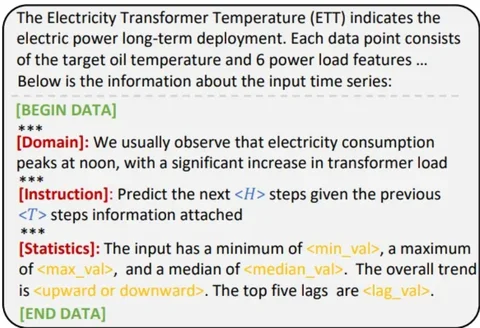 The Electricity Transformer Temperature (ETT) indicates the
electric power long-term deployment. Each data point consists
of the target oil temperature and 6 power load features ...
Below is the information about the input time series:
[BEGIN DATA]
***
[Domain]: We usually observe that electricity consumption
peaks at noon, with a significant increase in transformer load
***
[Instruction]: Predict the next <H> steps given the previous
<T> steps information attached
***
[Statistics]: The input has a minimum of <min_val>, a maximum
of <max_val>, and a median of <median_val>. The overall trend
is <upward or downward>. The top five lags are <lag_val>.
[END DATA]